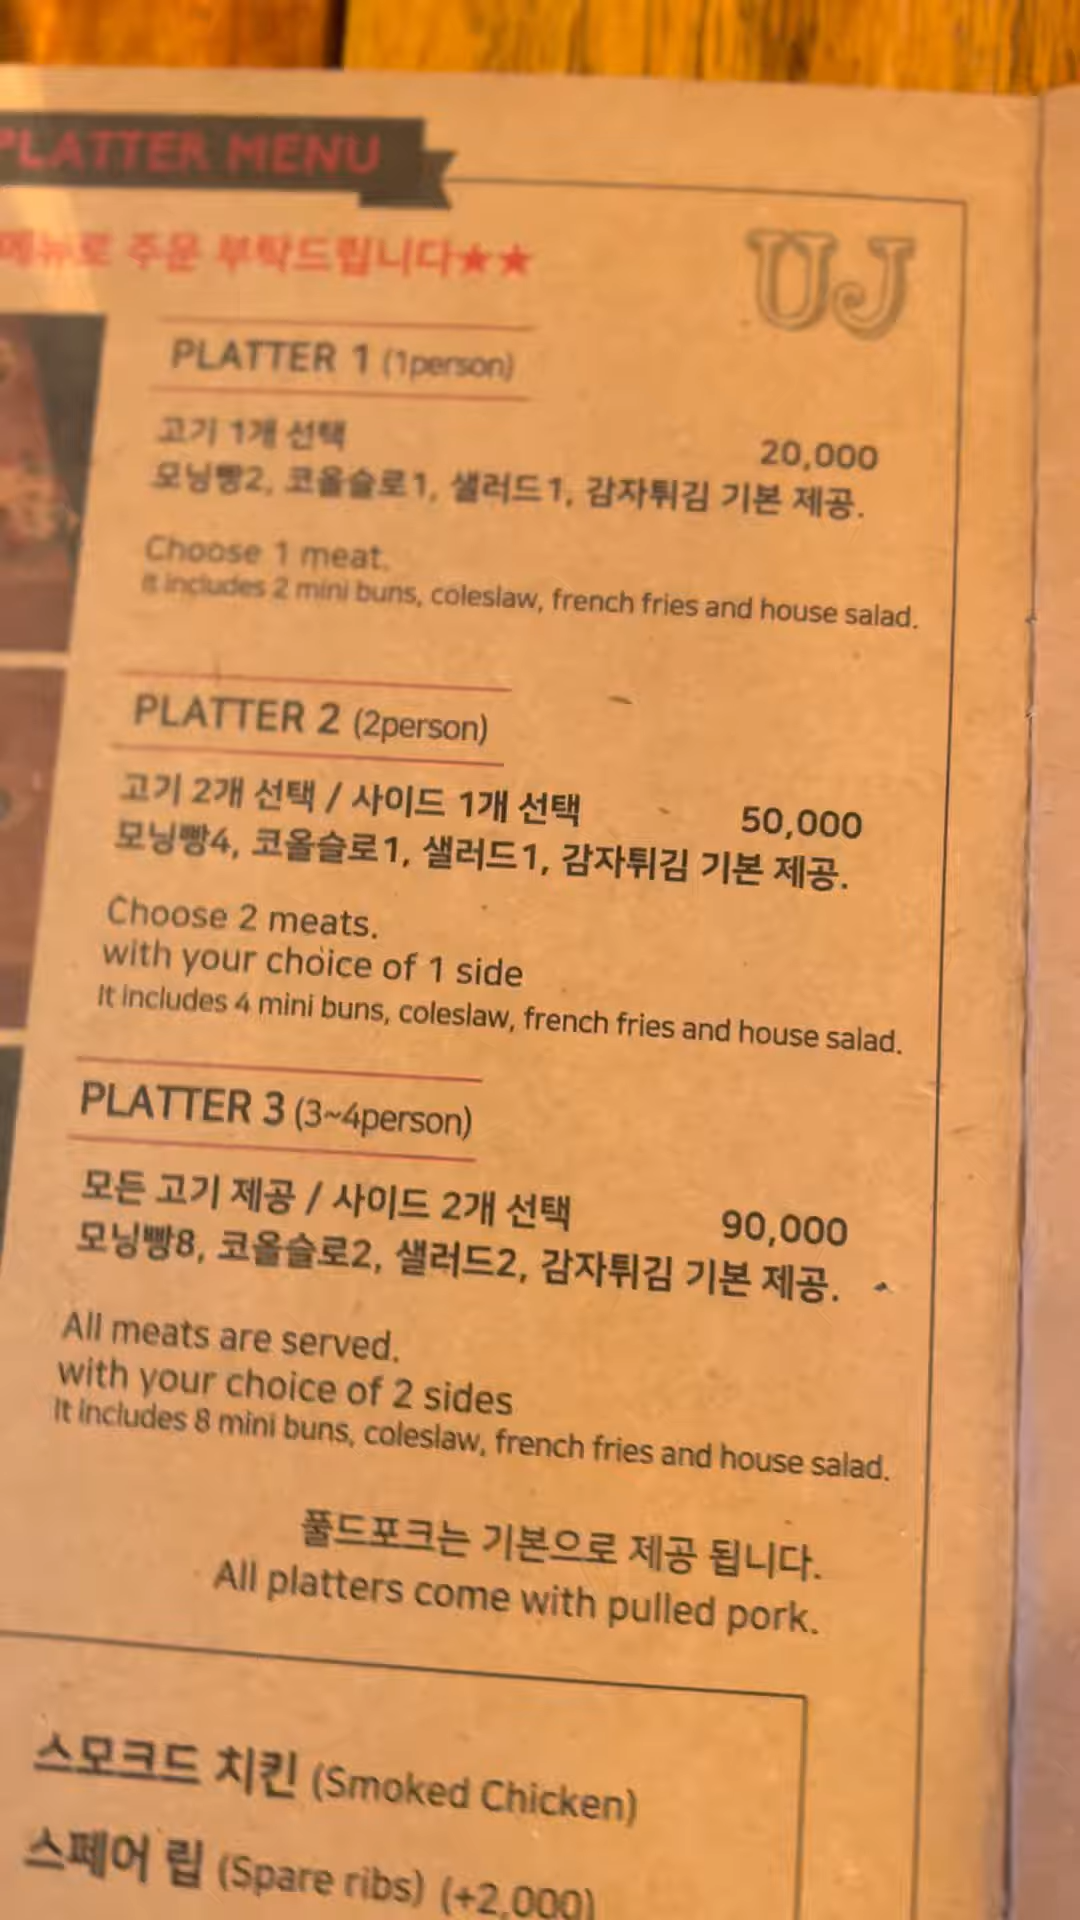 PLATTER MENU
메뉴로 주문 부탁드립니다★★
UJ
PLATTER 1 (1person)
고기 1개 선택 20,000
모닝빵2, 코올슬로1, 샐러드1, 감자튀김 기본 제공.
Choose 1 meat.
It includes 2 mini buns, coleslaw, french fries and house salad.
PLATTER 2 (2person)
고기 2개 선택 / 사이드 1개 선택 50,000
모닝빵4, 코올슬로1, 샐러드1, 감자튀김 기본 제공.
Choose 2 meats.
with your choice of 1 side
It includes 4 mini buns, coleslaw, french fries and house salad.
PLATTER 3 (3~4person)
모든 고기 제공 / 사이드 2개 선택 90,000
모닝빵8, 코올슬로2, 샐러드2, 감자튀김 기본 제공.
All meats are served.
with your choice of 2 sides
It includes 8 mini buns, coleslaw, french fries and house salad.
풀드포크는 기본으로 제공 됩니다.
All platters come with pulled pork.
스모크드 치킨 (Smoked Chicken)
스페어 립 (Spare ribs) (+2,000)